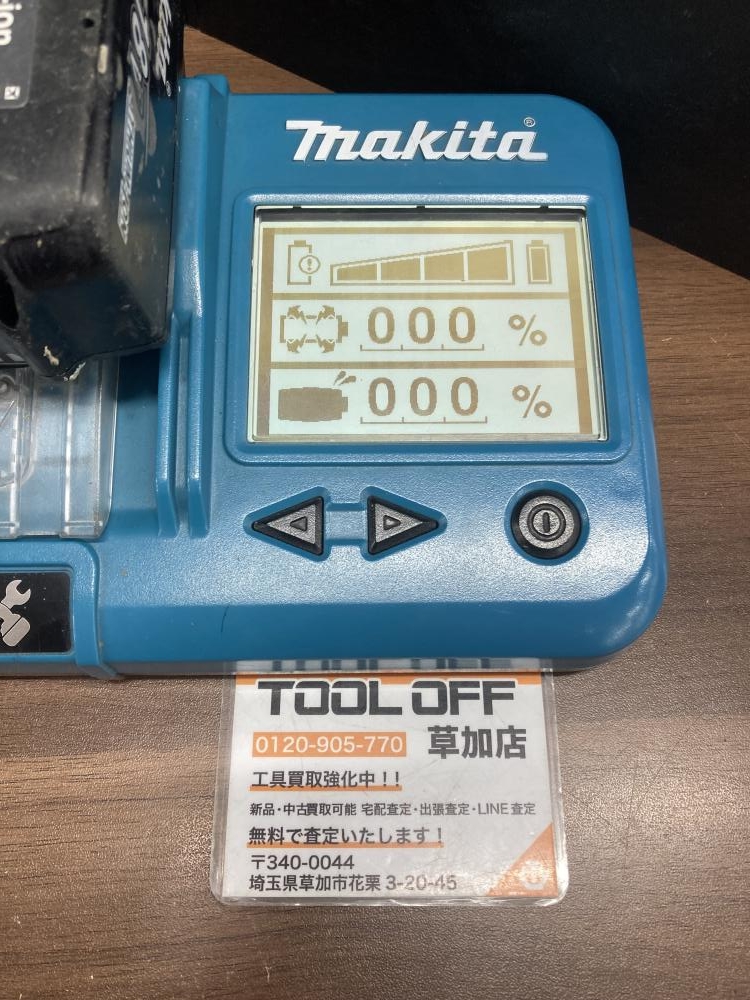 makita®
000 %
000 %
TOOL OFF
0120-905-770 草加店
工具買取強化中!!
新品・中古買取可能 宅配査定・出張査定・LINE査定
無料で査定いたします!
〒340-0044
埼玉県草加市花栗 3-20-45